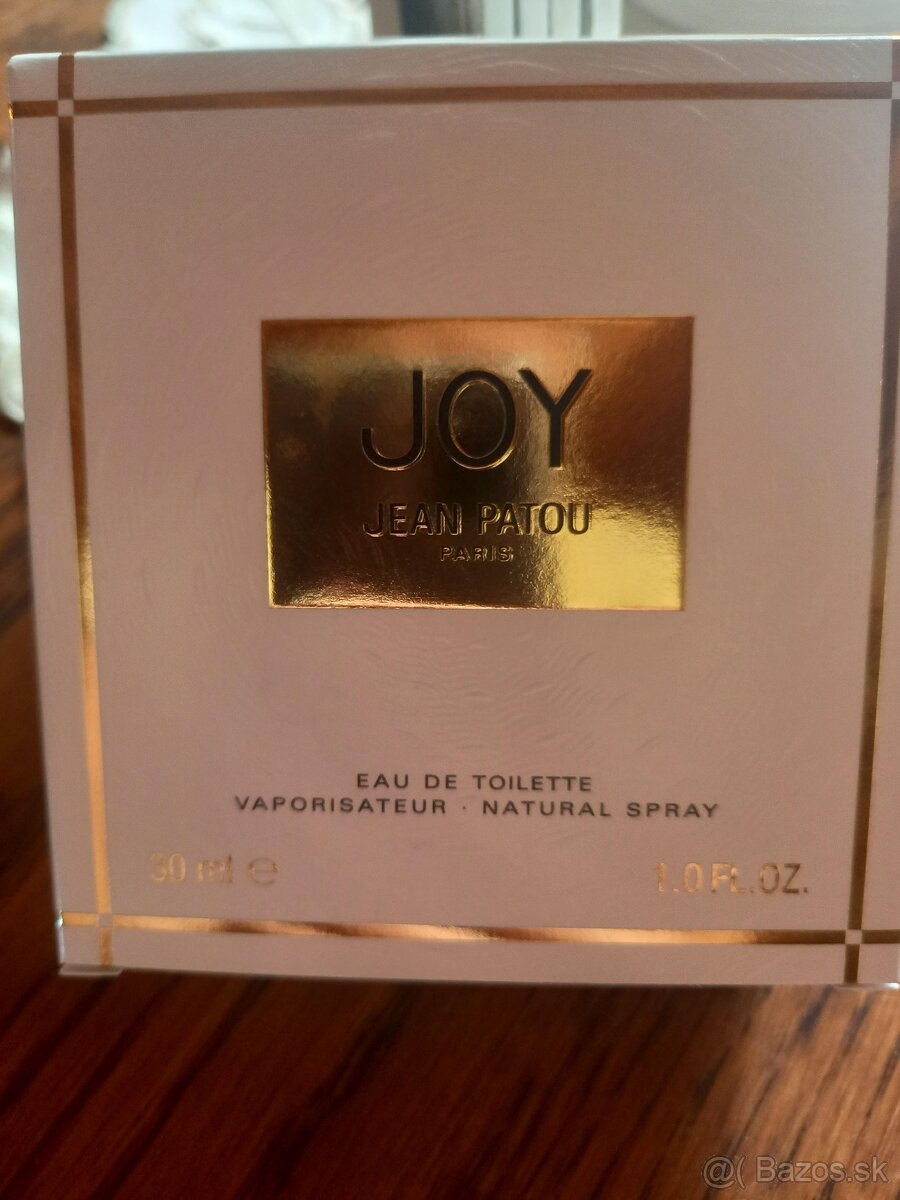 JOY
JEAN PATOU
PARIS
EAU DE TOILETTE
VAPORISATEUR · NATURAL SPRAY
30 ml ℮
1.0 FL.OZ.
@( Bazos.sk